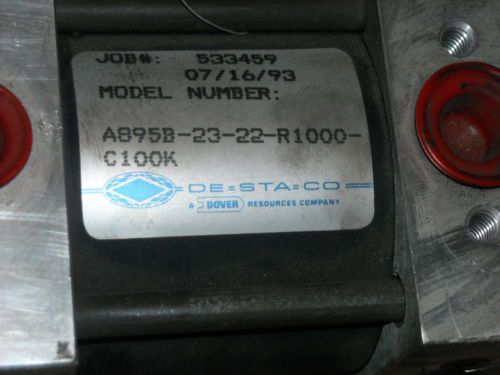 JOB#: 533459
07/16/93
MODEL NUMBER:
A895B-23-22-R1000-
C100K
DE=STA=CO
A DOVER RESOURCES COMPANY